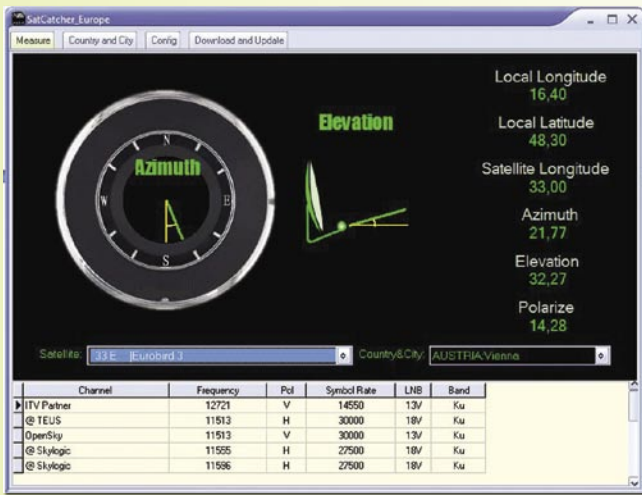 SatCatcher_Europe
Measure Country and City Config Download and Update
Local Longitude
16,40
Local Latitude
48,30
Satellite Longitude
33,00
Azimuth
21,77
Elevation
32,27
Polarize
14,28
N
Azimuth
W
E
S
Elevation
Satellite: 33 E |Eurobird 3 Country&City: AUSTRIA:Vienna
Channel Frequency Pol Symbol Rate LNB Band
ITV Partner 12721 V 14550 13V Ku
@ TEUS 11513 H 30000 18V Ku
OpenSky 11513 V 30000 13V Ku
@ Skylogic 11555 H 27500 18V Ku
@ Skylogic 11596 H 27500 18V Ku